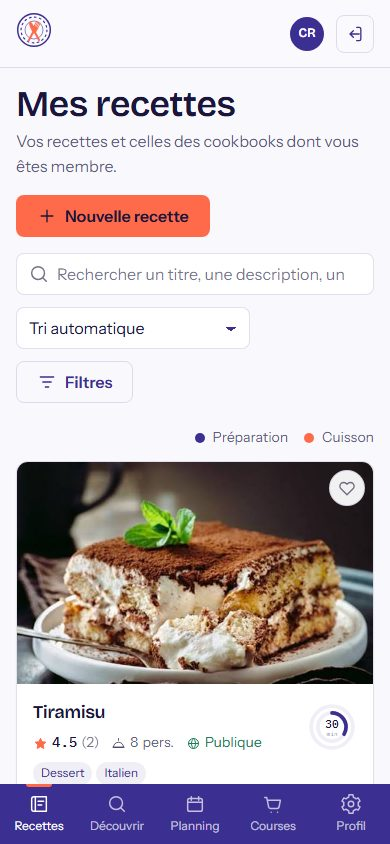 CR
Mes recettes
Vos recettes et celles des cookbooks dont vous
êtes membre.
Nouvelle recette
Rechercher un titre, une description, un
Tri automatique
Filtres
Préparation Cuisson
Tiramisu
30
min
4.5 (2) 8 pers. Publique
Dessert Italien
Recettes Découvrir Planning Courses Profil